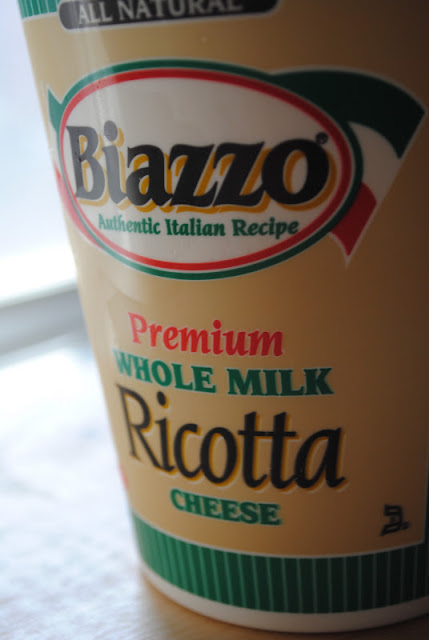 ALL NATURAL
Biazzo®
Authentic Italian Recipe
Premium
WHOLE MILK
Ricotta
CHEESE